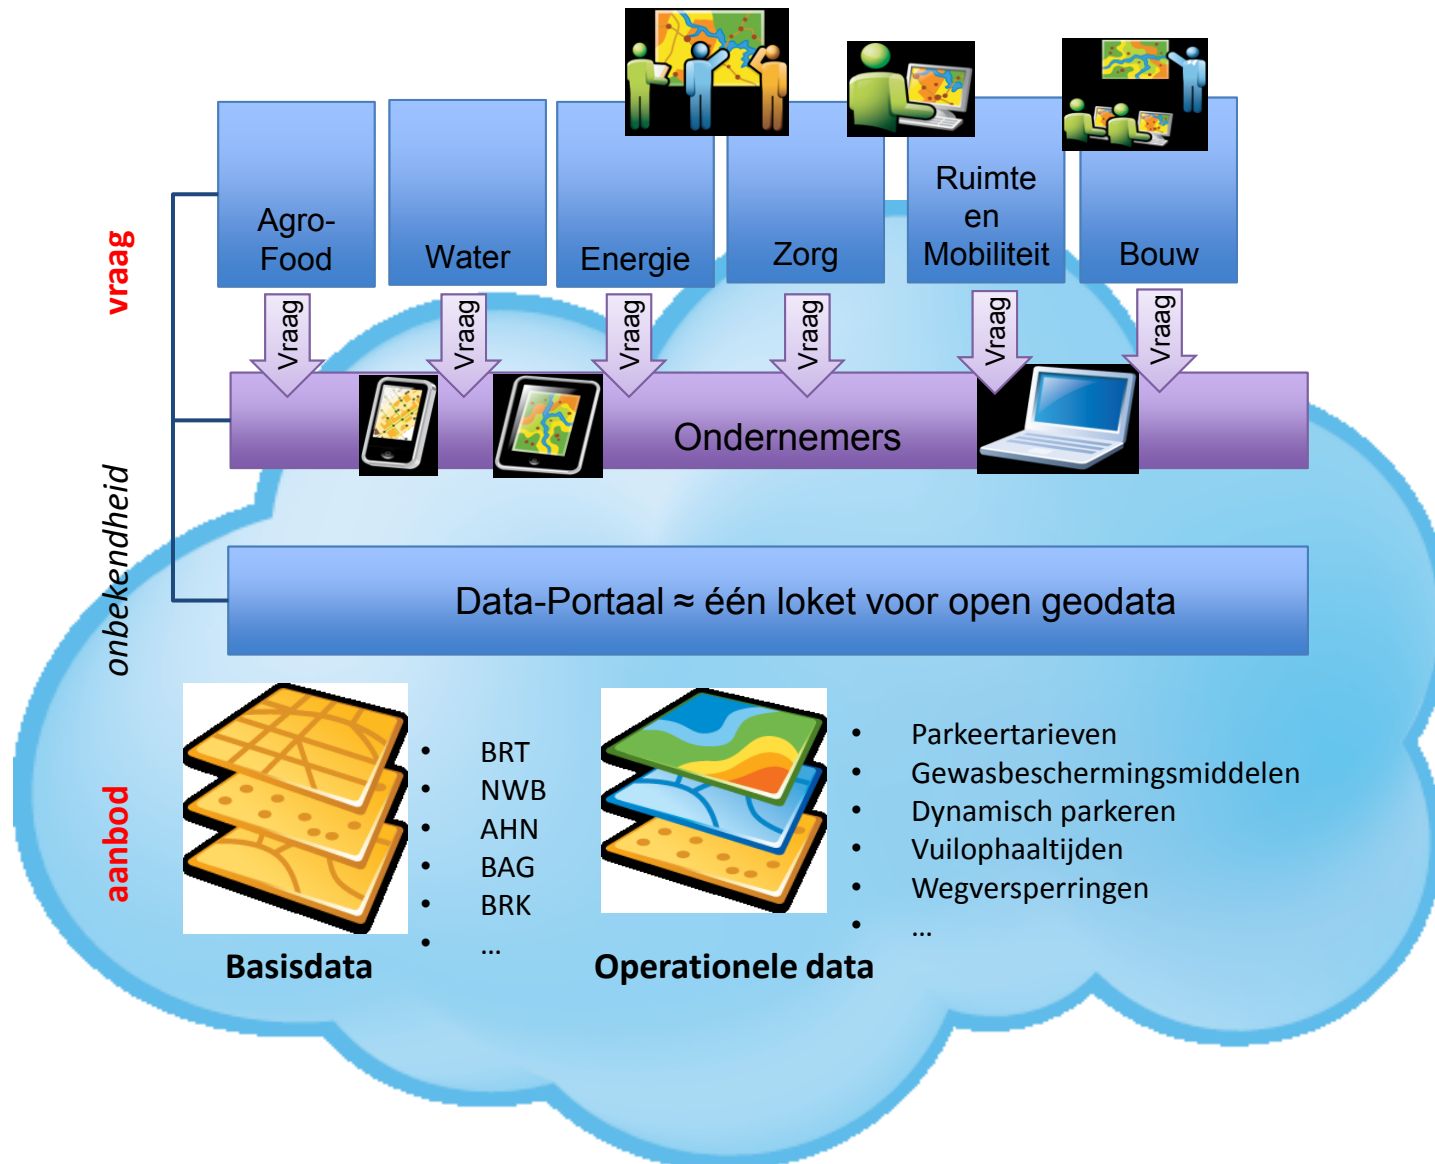 Agro-
Food
Water
Energie
Zorg
Ruimte
en
Mobiliteit
Bouw
vraag
Vraag
Vraag
Vraag
Vraag
Vraag
Vraag
Ondernemers
onbekendheid
Data-Portaal ≈ één loket voor open geodata
aanbod
• BRT
• NWB
• AHN
• BAG
• BRK
• ...
Basisdata
• Parkeertarieven
• Gewasbeschermingsmiddelen
• Dynamisch parkeren
• Vuilophaaltijden
• Wegversperringen
• ...
Operationele data